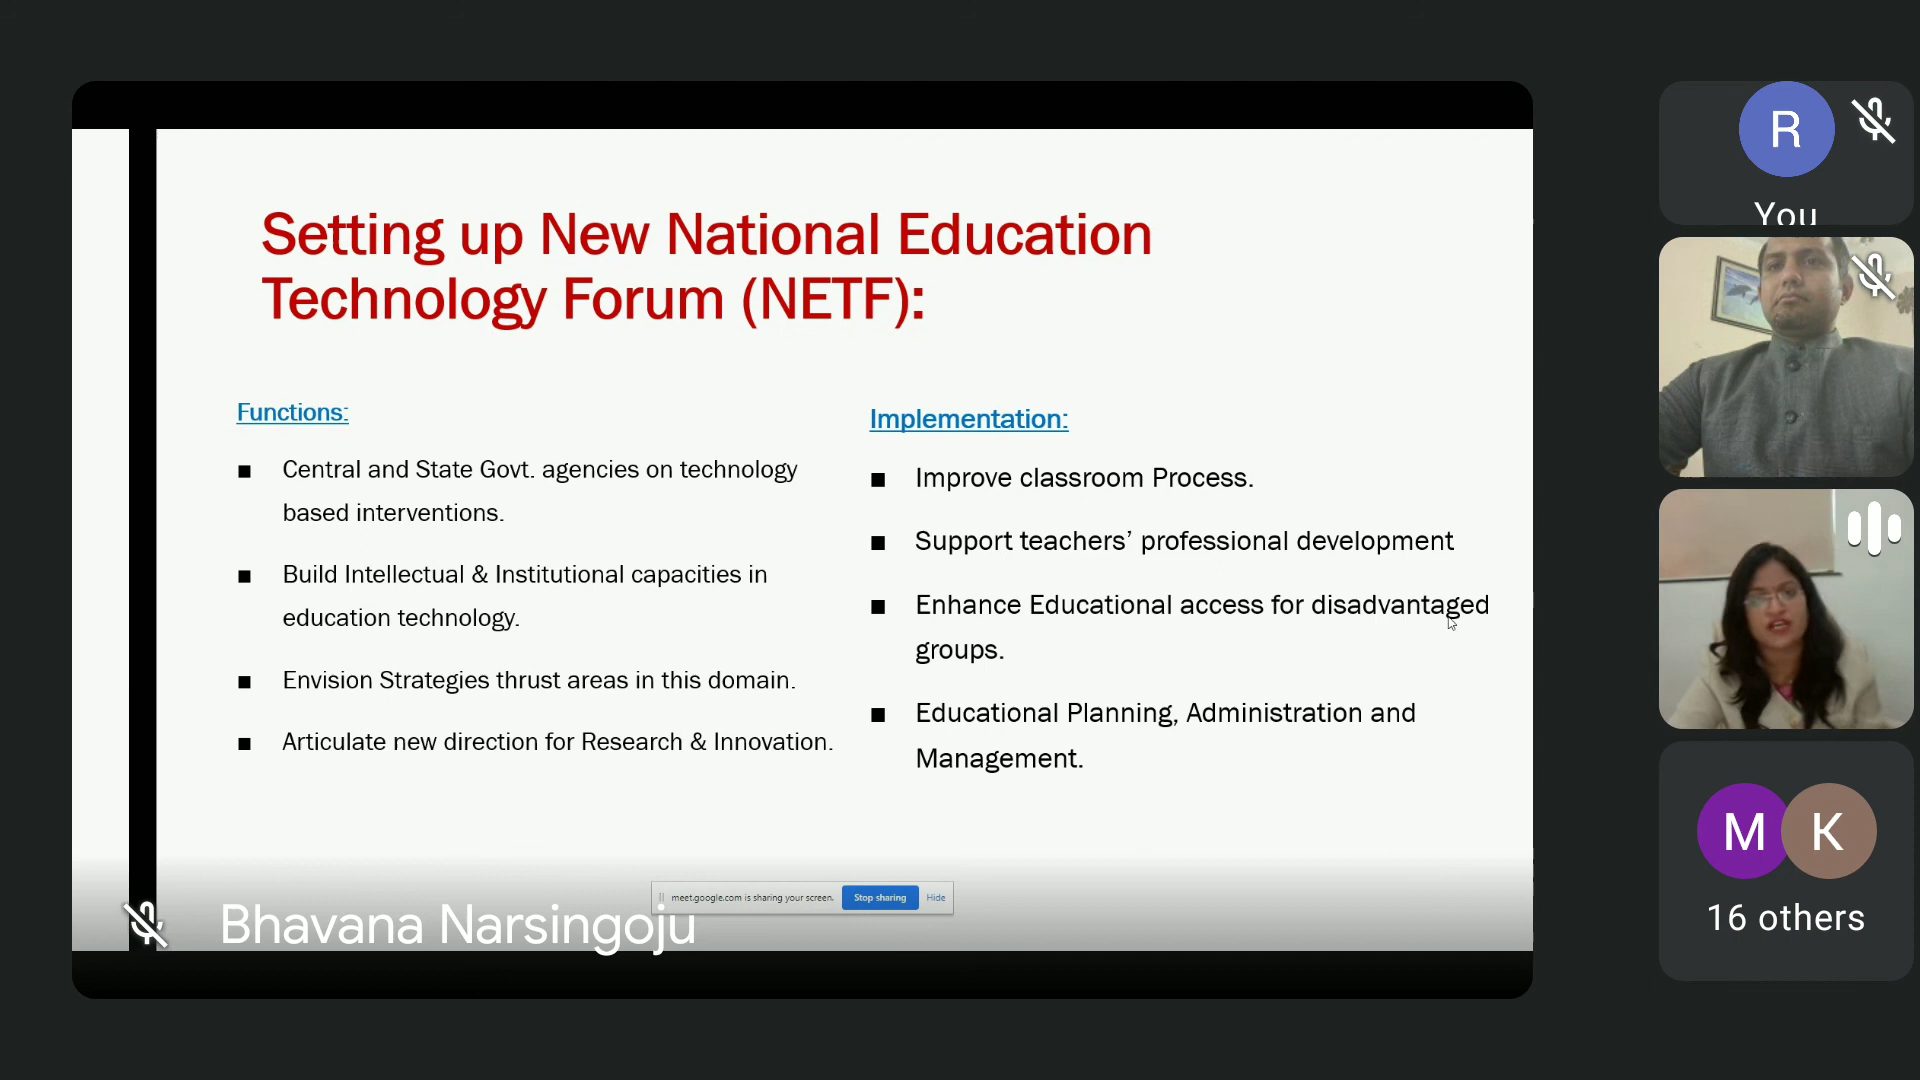 Setting up New National Education
Technology Forum (NETF):
Functions:
■ Central and State Govt. agencies on technology
based interventions.
■ Build Intellectual & Institutional capacities in
education technology.
■ Envision Strategies thrust areas in this domain.
■ Articulate new direction for Research & Innovation.
Implementation:
■ Improve classroom Process.
■ Support teachers’ professional development
■ Enhance Educational access for disadvantaged
groups.
■ Educational Planning, Administration and
Management.
meet.google.com is sharing your screen. Stop sharing Hide
Bhavana Narsingoju
R
You
M K
16 others